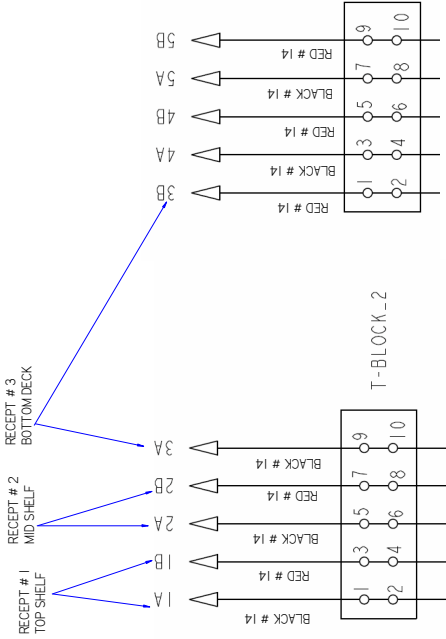 5B
RED # 14
9
10
5A
BLACK # 14
7
8
4B
RED # 14
5
6
4A
BLACK # 14
3
4
3B
RED # 14
1
2
T-BLOCK_2
RECEPT # 3
BOTTOM DECK
3A
BLACK # 14
9
10
RECEPT # 2
MID SHELF
2B
RED # 14
7
8
2A
BLACK # 14
5
6
1B
RED # 14
3
4
RECEPT # 1
TOP SHELF
1A
BLACK # 14
1
2